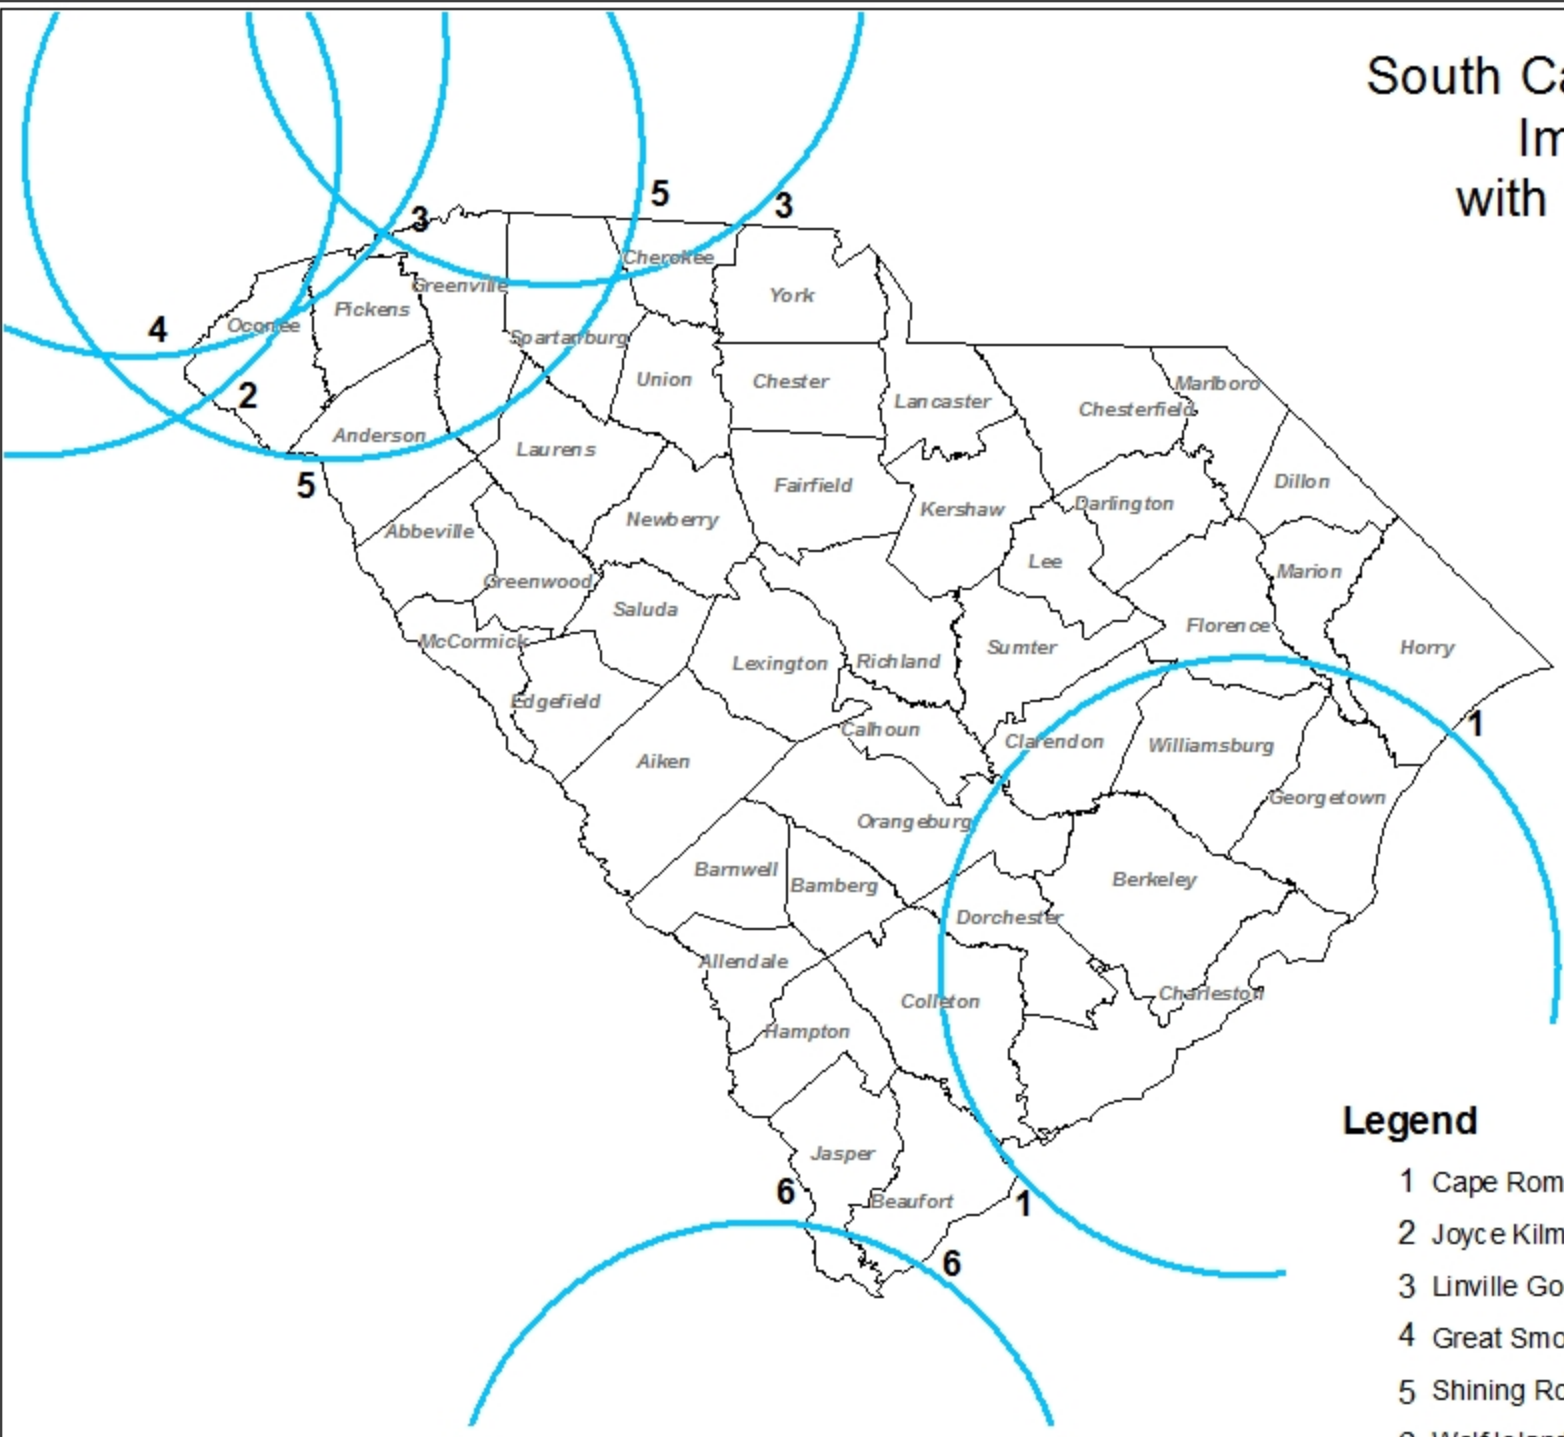 South Ca
Im
with
5
3
3
Cherokee
Greenville
York
Pickens
Oconee
4
Spartanburg
Union
Chester
Marlboro
2
Lancaster
Chesterfield
Anderson
Laurens
5
Fairfield
Dillon
Kershaw
Darlington
Newberry
Abbeville
Lee
Marion
Greenwood
Saluda
Florence
McCormick
Lexington
Richland
Sumter
Horry
Edgefield
Calhoun
1
Clarendon
Williamsburg
Aiken
Georgetown
Orangeburg
Barnwell
Bamberg
Berkeley
Dorchester
Allendale
Colleton
Charleston
Hampton
Jasper
6
Beaufort
1
6
Legend
1 Cape Rom
2 Joyce Kilm
3 Linville Go
4 Great Smo
5 Shining Ro